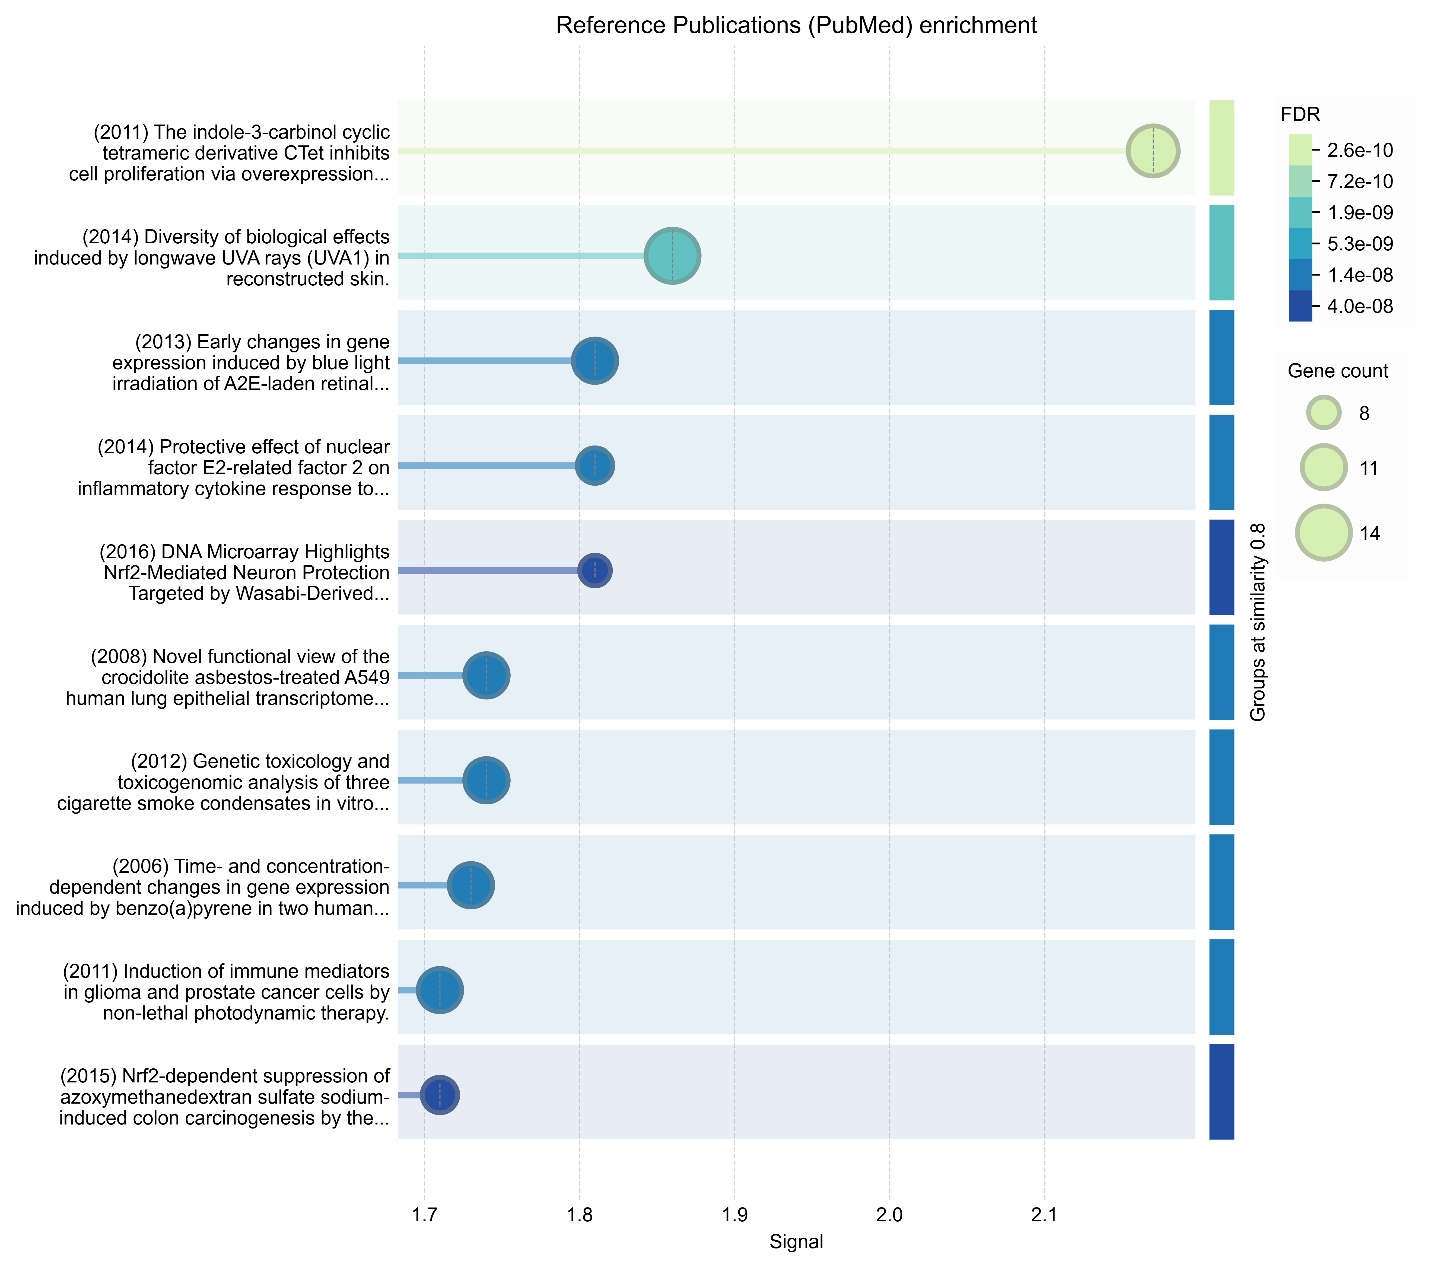 Reference Publications (PubMed) enrichment
(2011) The indole-3-carbinol cyclic
tetrameric derivative CTet inhibits
cell proliferation via overexpression...
(2014) Diversity of biological effects
induced by longwave UVA rays (UVA1) in
reconstructed skin.
(2013) Early changes in gene
expression induced by blue light
irradiation of A2E-laden retinal...
(2014) Protective effect of nuclear
factor E2-related factor 2 on
inflammatory cytokine response to...
(2016) DNA Microarray Highlights
Nrf2-Mediated Neuron Protection
Targeted by Wasabi-Derived...
(2008) Novel functional view of the
crocidolite asbestos-treated A549
human lung epithelial transcriptome...
(2012) Genetic toxicology and
toxicogenomic analysis of three
cigarette smoke condensates in vitro...
(2006) Time- and concentration-
dependent changes in gene expression
induced by benzo(a)pyrene in two human...
(2011) Induction of immune mediators
in glioma and prostate cancer cells by
non-lethal photodynamic therapy.
(2015) Nrf2-dependent suppression of
azoxymethanedextran sulfate sodium-
induced colon carcinogenesis by the...
1.7
1.8
1.9
2.0
2.1
Signal
Groups at similarity 0.8
FDR
2.6e-10
7.2e-10
1.9e-09
5.3e-09
1.4e-08
4.0e-08
Gene count
8
11
14